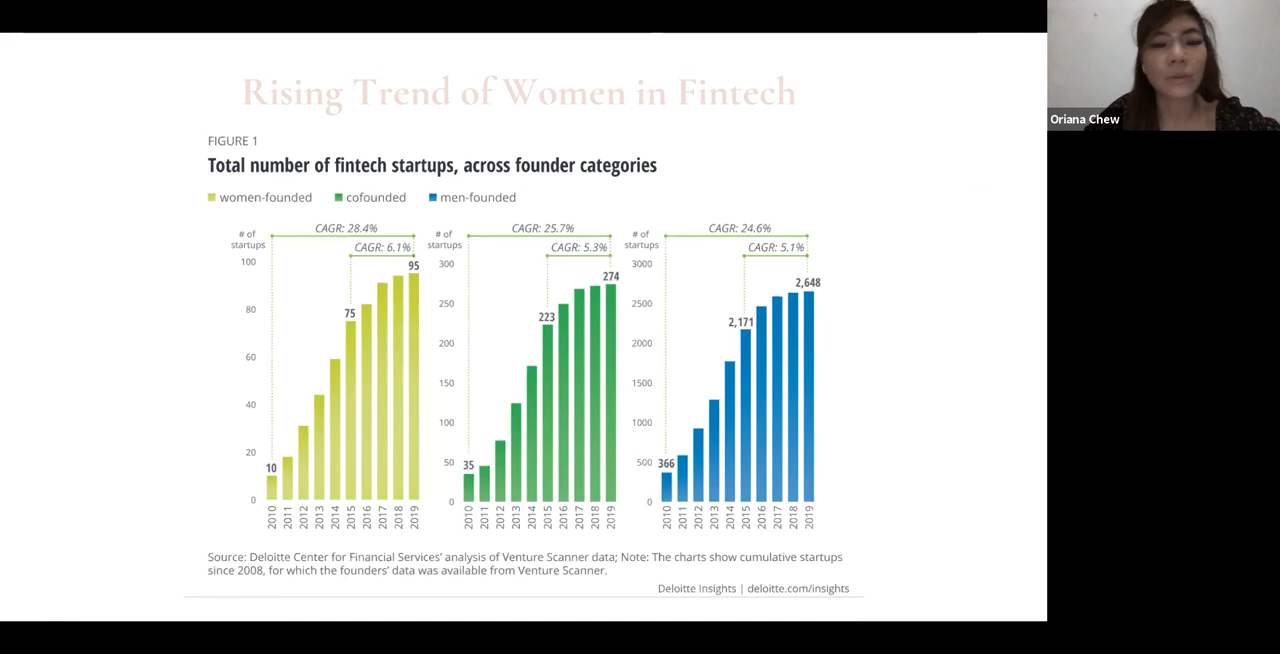 Rising Trend of Women in Fintech
Oriana Chew
FIGURE 1
Total number of fintech startups, across founder categories
women-founded cofounded men-founded
# of startups
CAGR: 28.4%
CAGR: 6.1%
100
80
60
40
20
0
10
75
95
2010 2011 2012 2013 2014 2015 2016 2017 2018 2019
# of startups
CAGR: 25.7%
CAGR: 5.3%
300
250
200
150
100
50
0
35
223
274
2010 2011 2012 2013 2014 2015 2016 2017 2018 2019
# of startups
CAGR: 24.6%
CAGR: 5.1%
3000
2500
2000
1500
1000
500
0
366
2,171
2,648
2010 2011 2012 2013 2014 2015 2016 2017 2018 2019
Source: Deloitte Center for Financial Services’ analysis of Venture Scanner data; Note: The charts show cumulative startups
since 2008, for which the founders’ data was available from Venture Scanner.
Deloitte Insights | deloitte.com/insights